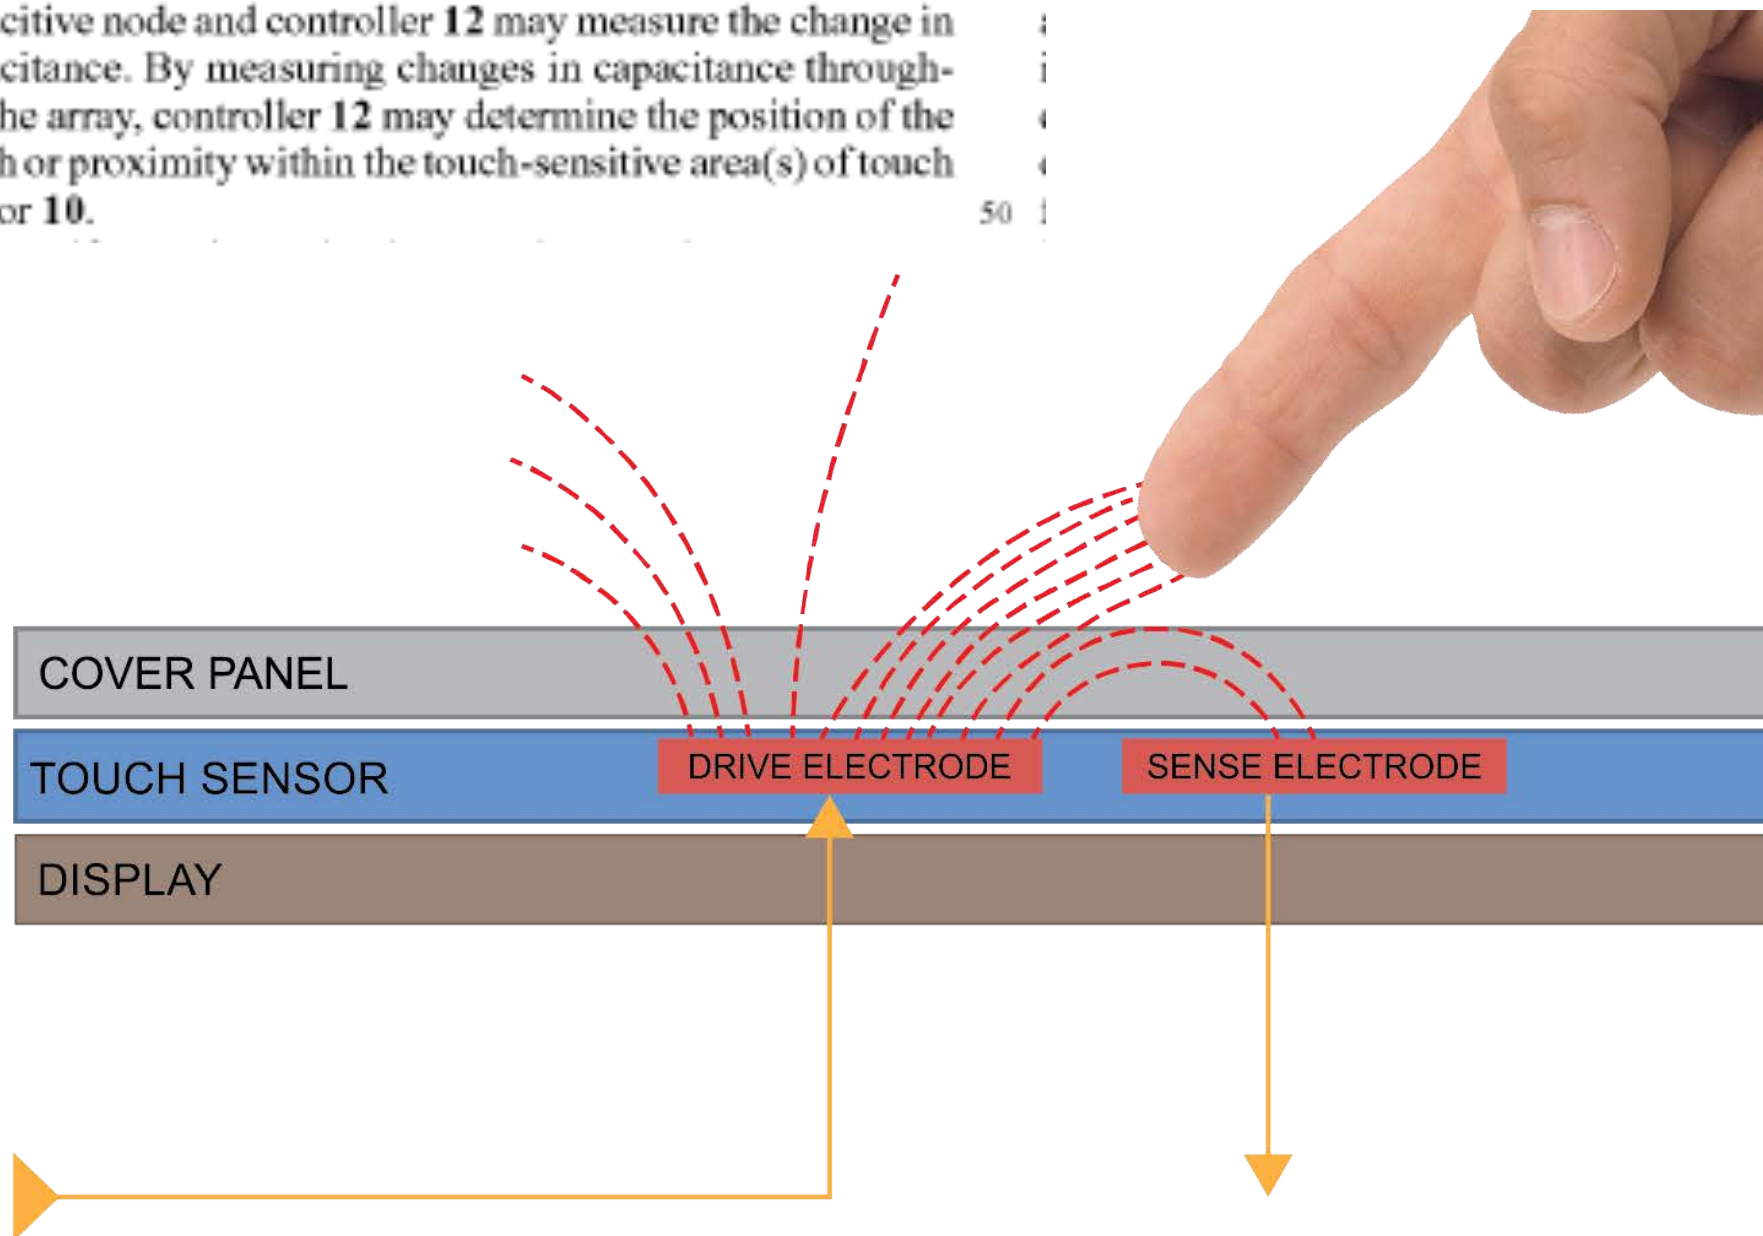 citive node and controller 12 may measure the change in
citance. By measuring changes in capacitance through-
he array, controller 12 may determine the position of the
h or proximity within the touch-sensitive area(s) of touch
or 10.
50
COVER PANEL
TOUCH SENSOR
DRIVE ELECTRODE
SENSE ELECTRODE
DISPLAY